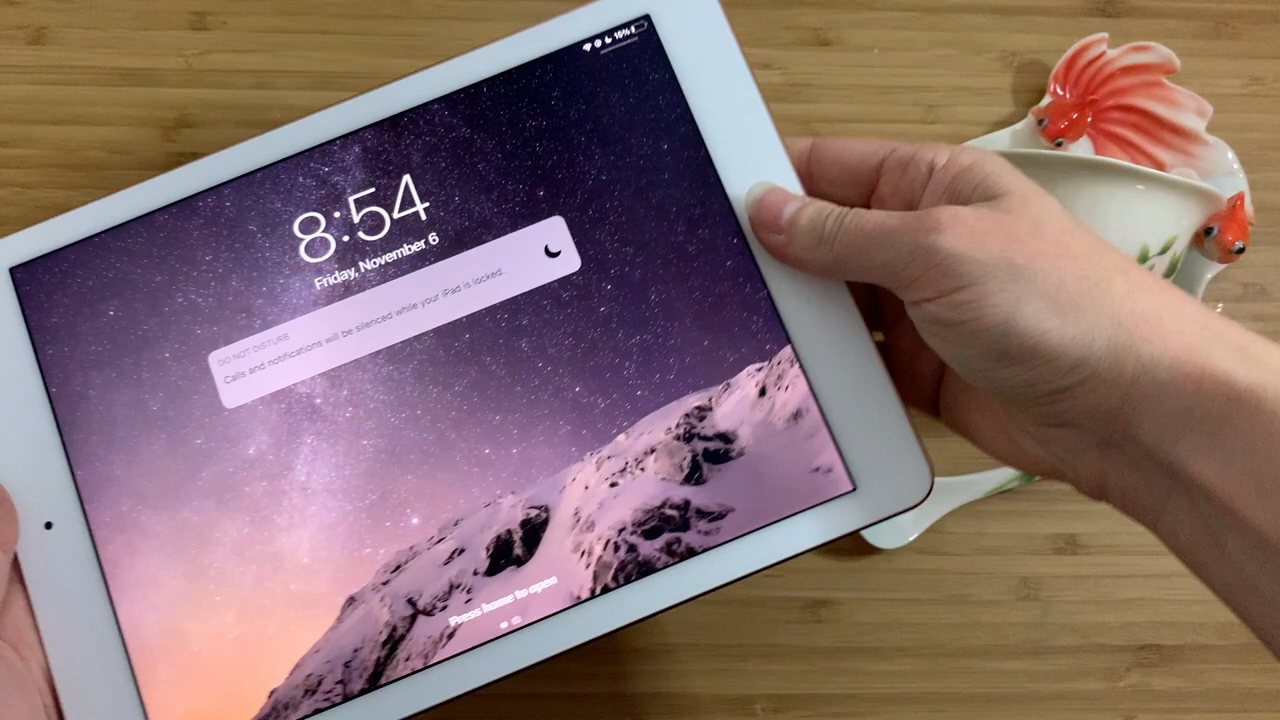 16%
8:54
Friday, November 6
DO NOT DISTURB
Calls and notifications will be silenced while your iPad is locked.
Press home to open